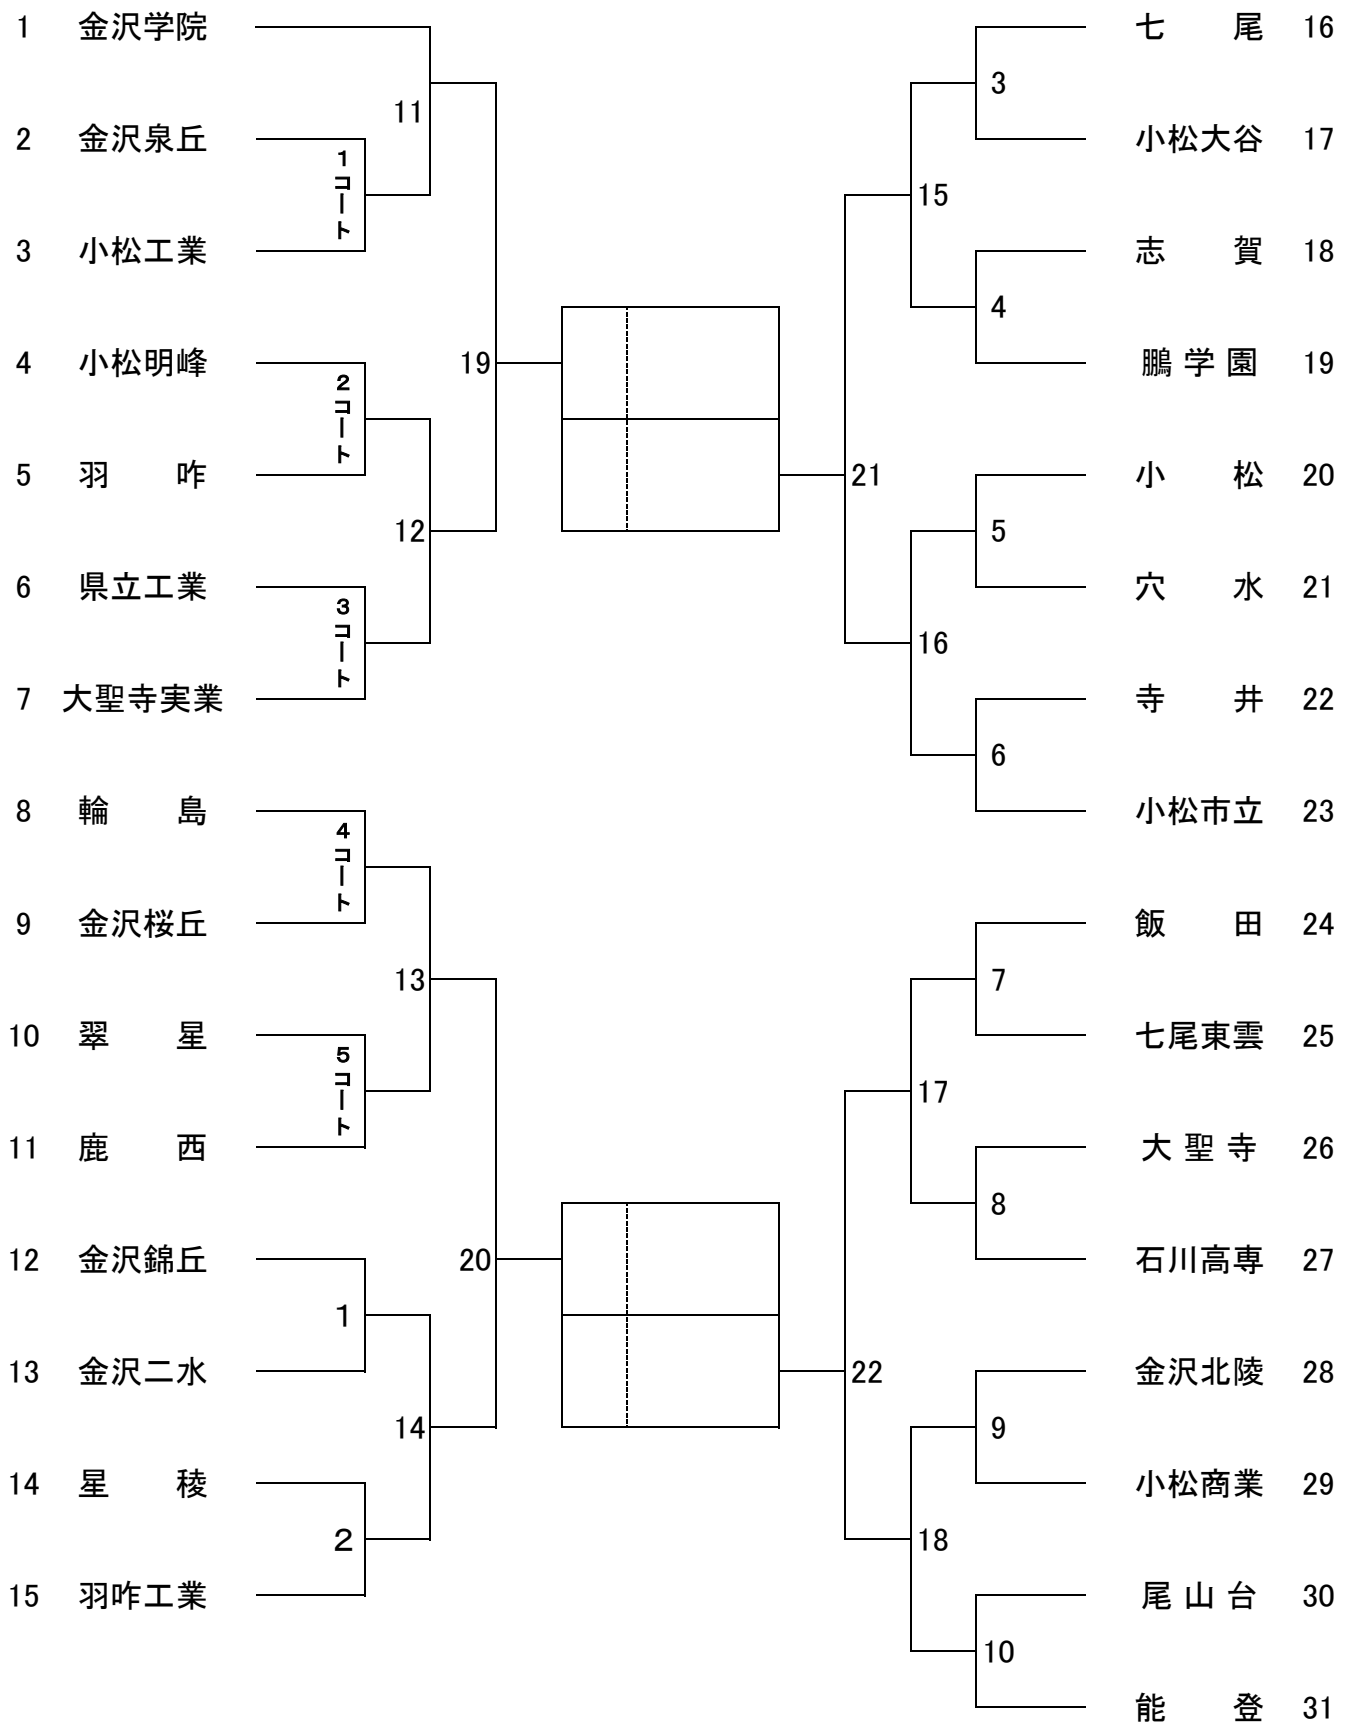 1 金沢学院
11
2 金沢泉丘
1コート
3 小松工業
4 小松明峰
2コート
19
5 羽咋
12
6 県立工業
3コート
7 大聖寺実業
8 輪島
4コート
9 金沢桜丘
13
10 翠星
5コート
11 鹿西
12 金沢錦丘
20
1
13 金沢二水
14
14 星稜
2
15 羽咋工業
七尾 16
3
小松大谷 17
15
志賀 18
4
鵬学園 19
小松 20
21
5
穴水 21
16
寺井 22
6
小松市立 23
飯田 24
7
七尾東雲 25
17
大聖寺 26
8
石川高専 27
金沢北陵 28
22
9
小松商業 29
18
尾山台 30
10
能登 31